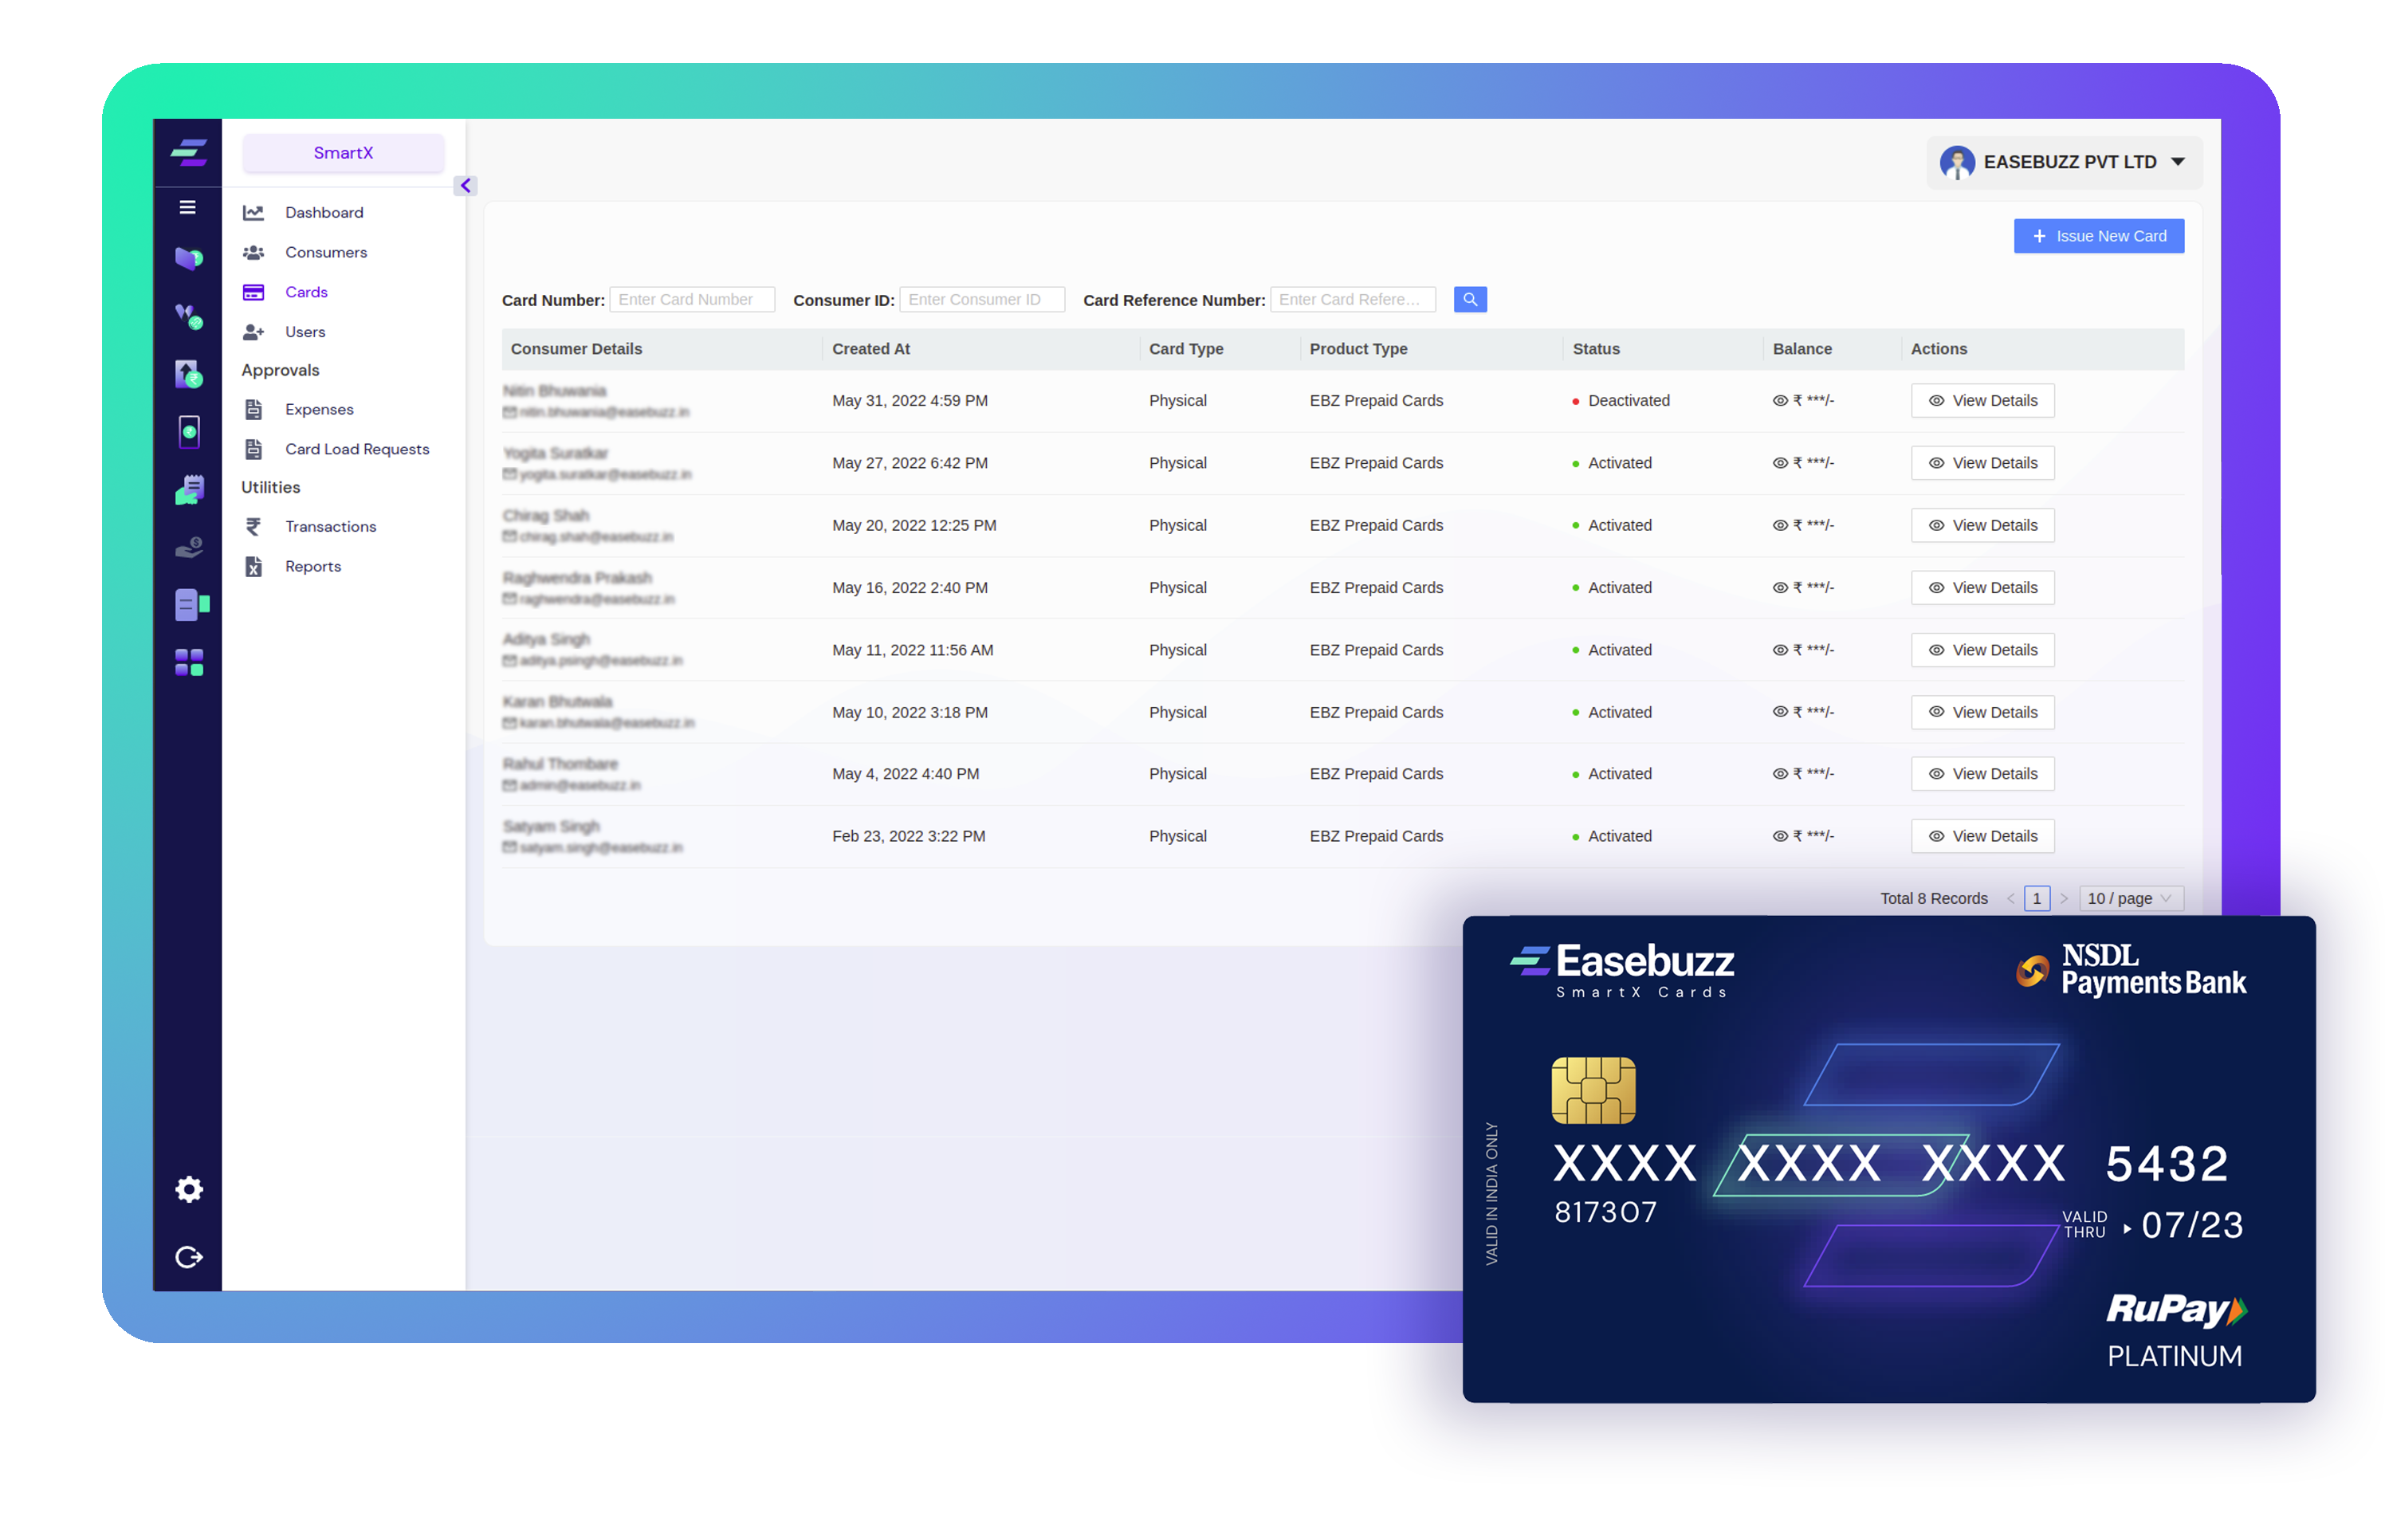 SmartX
EASEBUZZ PVT LTD
Dashboard
Consumers
Cards
Users
Approvals
Expenses
Card Load Requests
Utilities
Transactions
Reports
+ Issue New Card
Card Number: Enter Card Number Consumer ID: Enter Consumer ID Card Reference Number: Enter Card Refere...
Consumer Details Created At Card Type Product Type Status Balance Actions
May 31, 2022 4:59 PM Physical EBZ Prepaid Cards Deactivated ₹ ***/- View Details
May 27, 2022 6:42 PM Physical EBZ Prepaid Cards Activated ₹ ***/- View Details
May 20, 2022 12:25 PM Physical EBZ Prepaid Cards Activated ₹ ***/- View Details
May 16, 2022 2:40 PM Physical EBZ Prepaid Cards Activated ₹ ***/- View Details
May 11, 2022 11:56 AM Physical EBZ Prepaid Cards Activated ₹ ***/- View Details
May 10, 2022 3:18 PM Physical EBZ Prepaid Cards Activated ₹ ***/- View Details
May 4, 2022 4:40 PM Physical EBZ Prepaid Cards Activated ₹ ***/- View Details
Feb 23, 2022 3:22 PM Physical EBZ Prepaid Cards Activated ₹ ***/- View Details
Total 8 Records < 1 > 10 / page
Easebuzz
SmartX Cards
NSDL
Payments Bank
VALID IN INDIA ONLY
XXXX XXXX XXXX 5432
817307
VALID
THRU
07/23
RuPay
PLATINUM